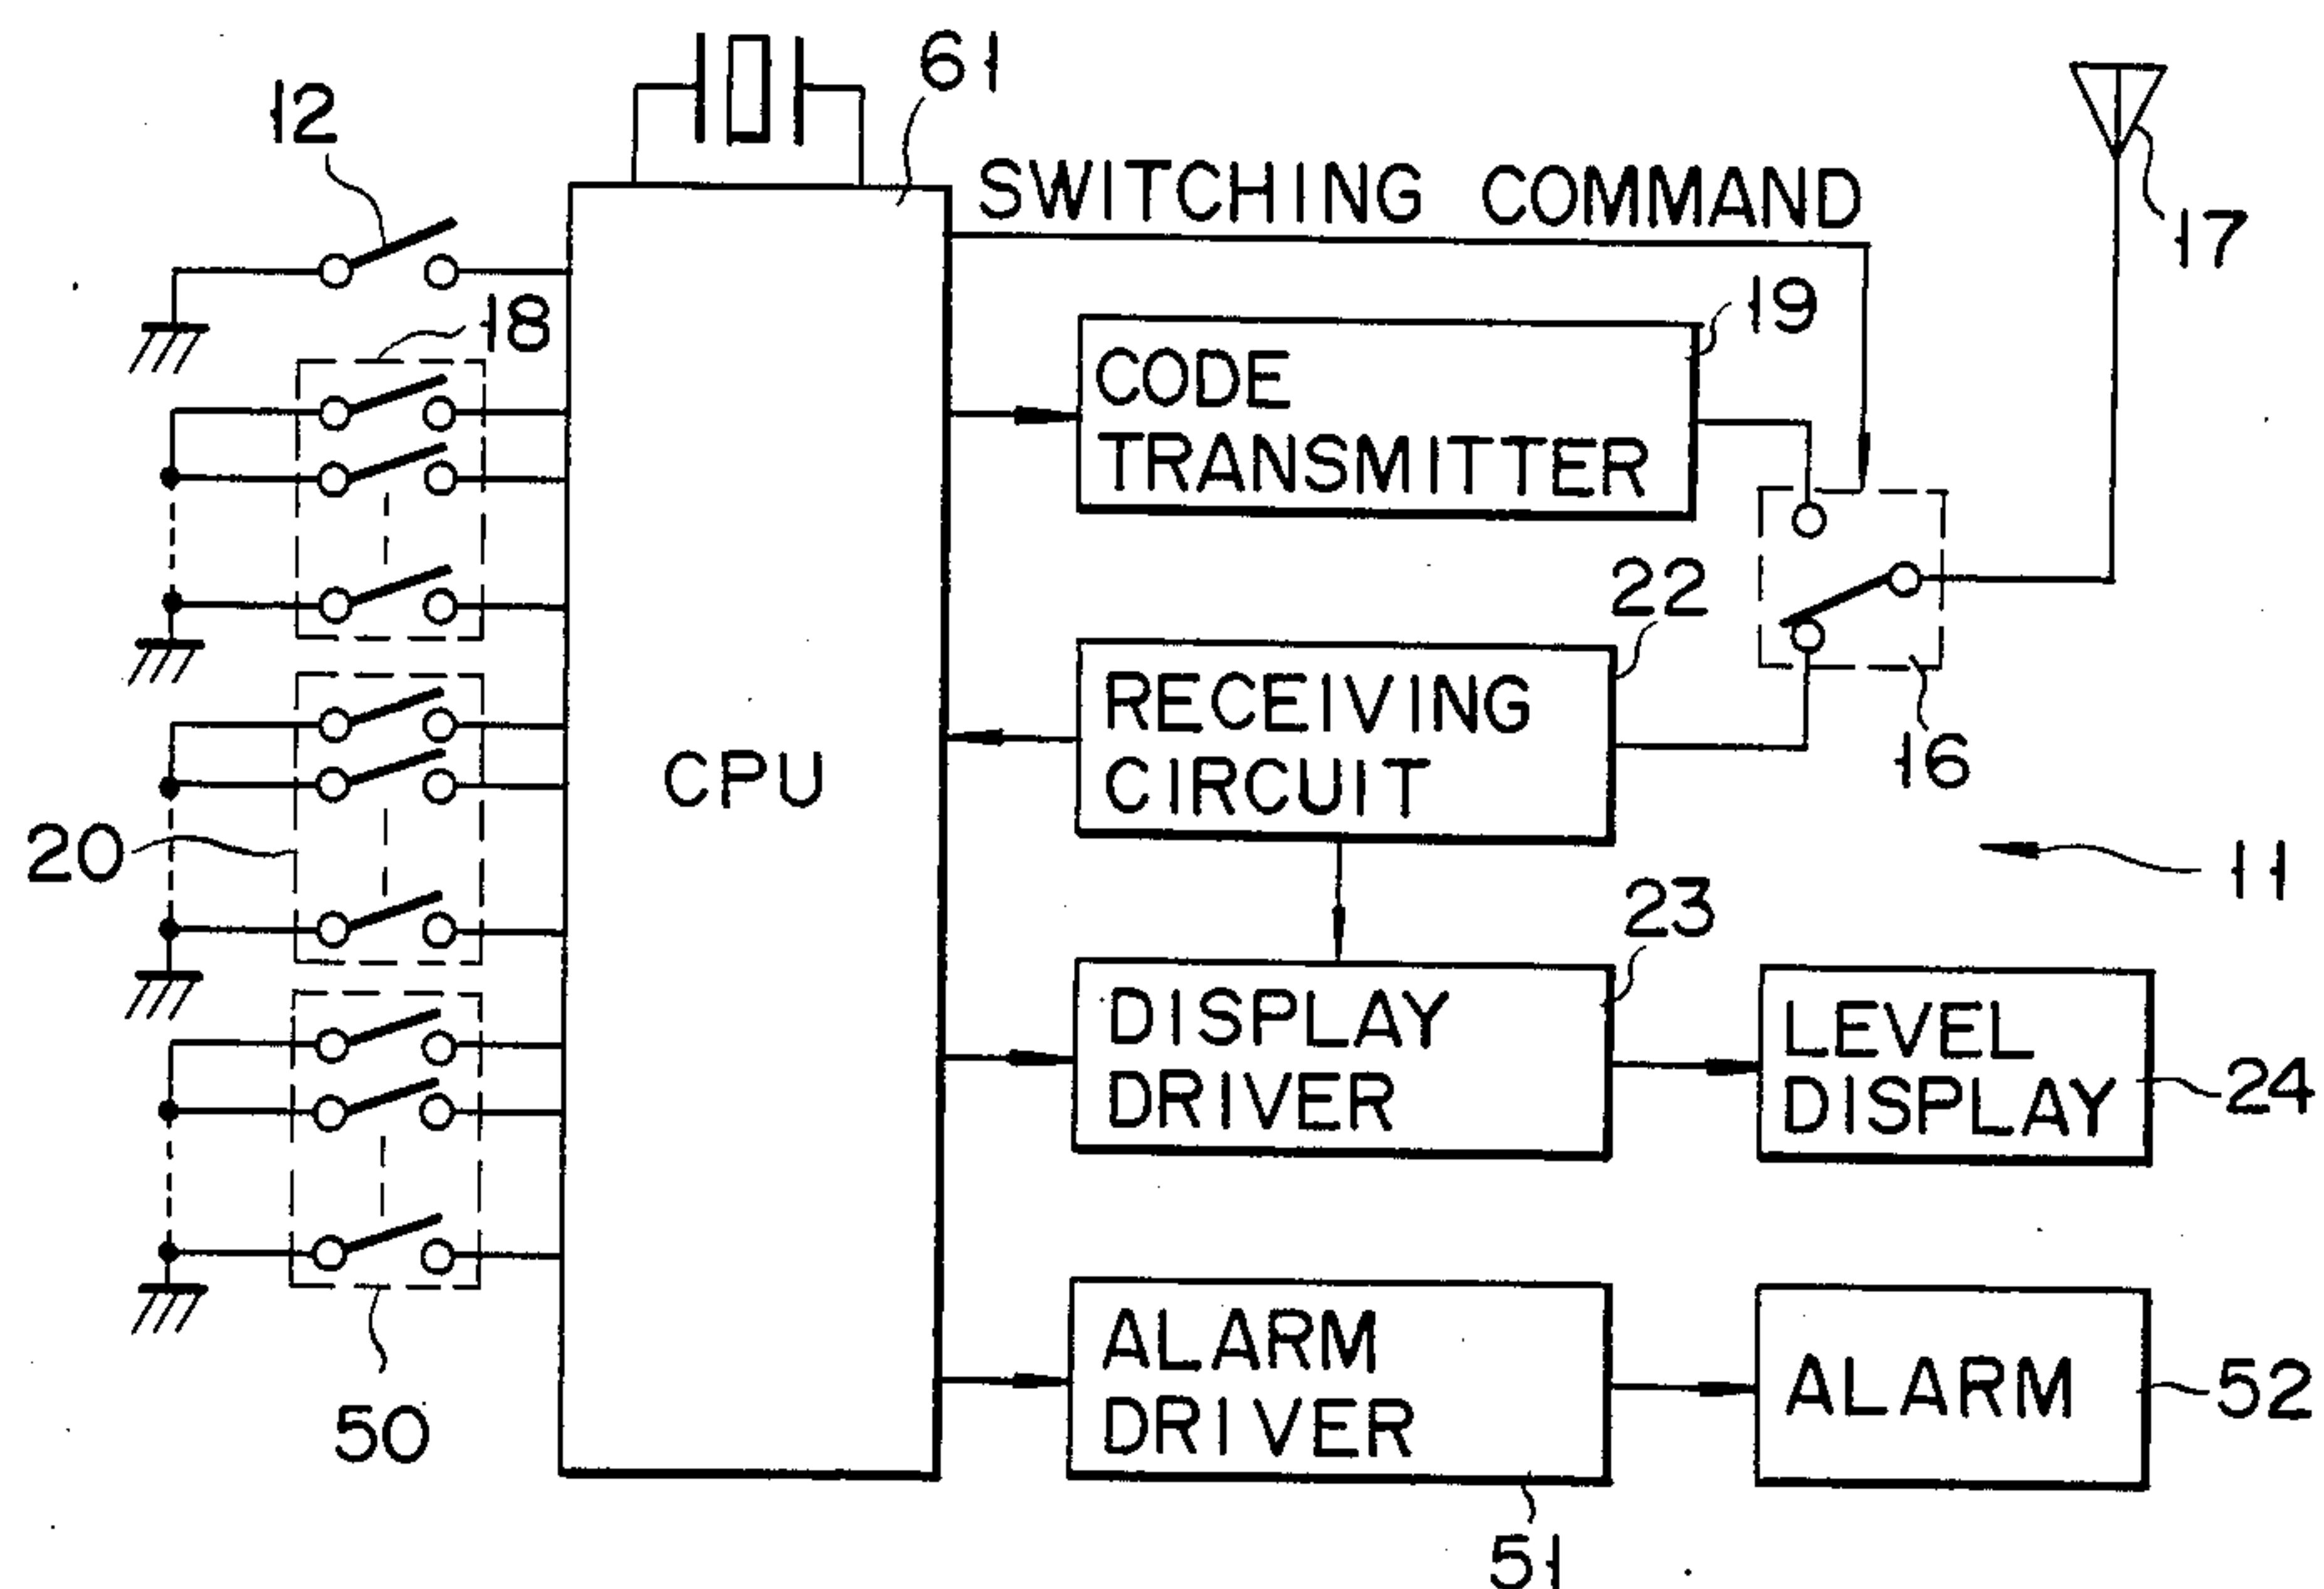 61
12
SWITCHING COMMAND
17
18
19
CODE
TRANSMITTER
22
RECEIVING
CIRCUIT
16
CPU
20
11
23
DISPLAY
DRIVER
LEVEL
DISPLAY
24
ALARM
DRIVER
ALARM
52
50
51